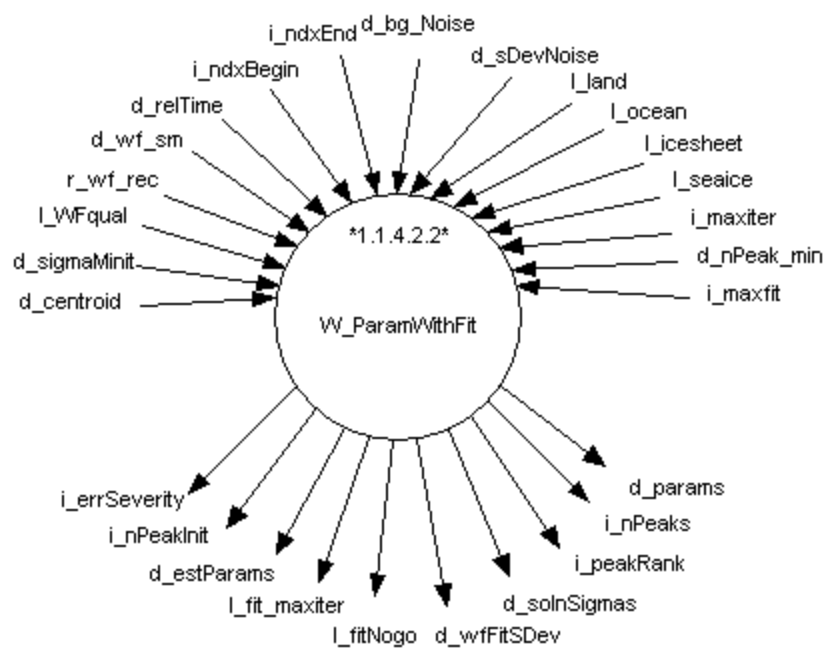 d_bg_Noise
i_ndxEnd
d_sDevNoise
i_ndxBegin
l_land
d_relTime
l_ocean
d_wf_sm
l_icesheet
r_wf_rec
l_seaice
l_WFqual
i_maxiter
d_sigmaMinit
d_nPeak_min
d_centroid
i_maxfit
*1.1.4.2.2*
W_ParamWithFit
d_params
i_errSeverity
i_nPeaks
i_nPeakInit
i_peakRank
d_estParams
l_fit_maxiter
d_solnSigmas
l_fitNogo
d_wfFitSDev